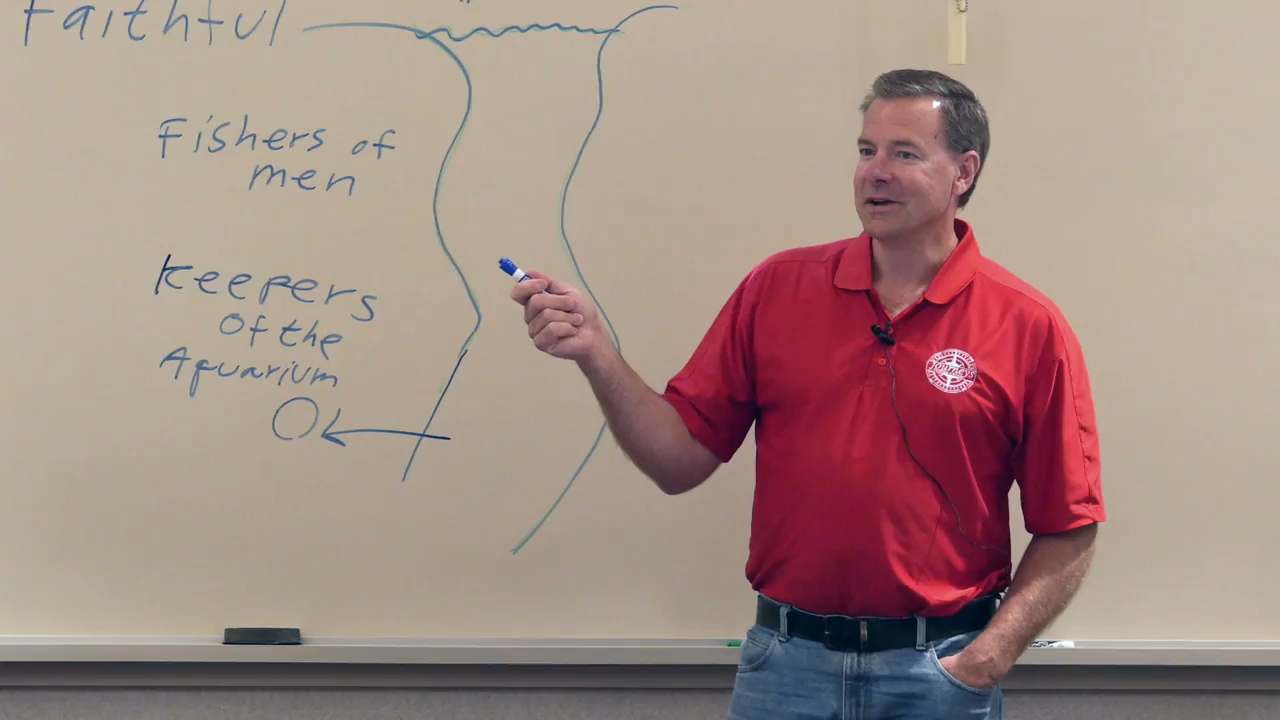 Faithful
Fishers of
men
Keepers
Of the
Aquarium